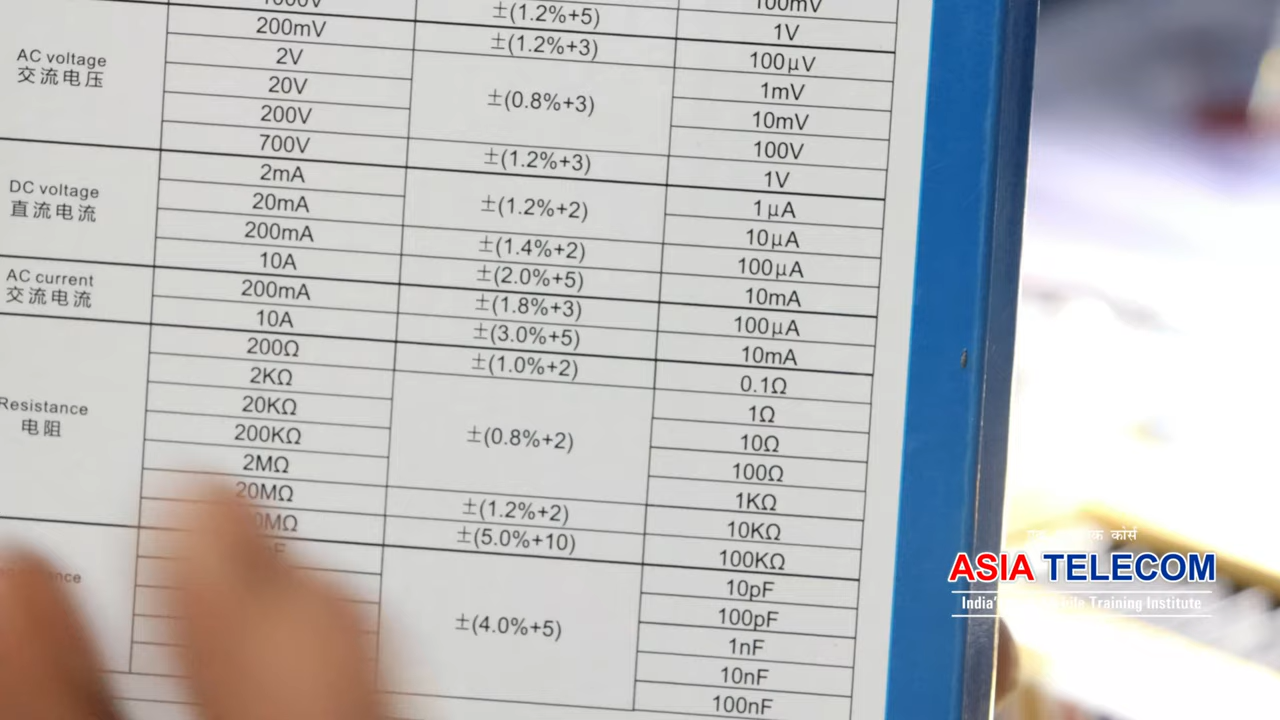 1000V ±(1.2%+5) 100mV
AC voltage
交流电压
200mV ±(1.2%+3) 1V
2V 100μV
20V ±(0.8%+3) 1mV
200V 10mV
700V ±(1.2%+3) 100V
DC voltage
直流电流
2mA 1V
20mA ±(1.2%+2) 1μA
200mA ±(1.4%+2) 10μA
10A ±(2.0%+5) 100μA
AC current
交流电流
200mA ±(1.8%+3) 10mA
10A ±(3.0%+5) 100μA
Resistance
电阻
200Ω ±(1.0%+2) 10mA
2KΩ 0.1Ω
20KΩ ±(0.8%+2) 1Ω
200KΩ 10Ω
2MΩ 100Ω
20MΩ ±(1.2%+2) 1KΩ
±(5.0%+10) 10KΩ
100KΩ
10pF
±(4.0%+5) 100pF
1nF
10nF
100nF
कोर्स
ASIA TELECOM
Training Institute